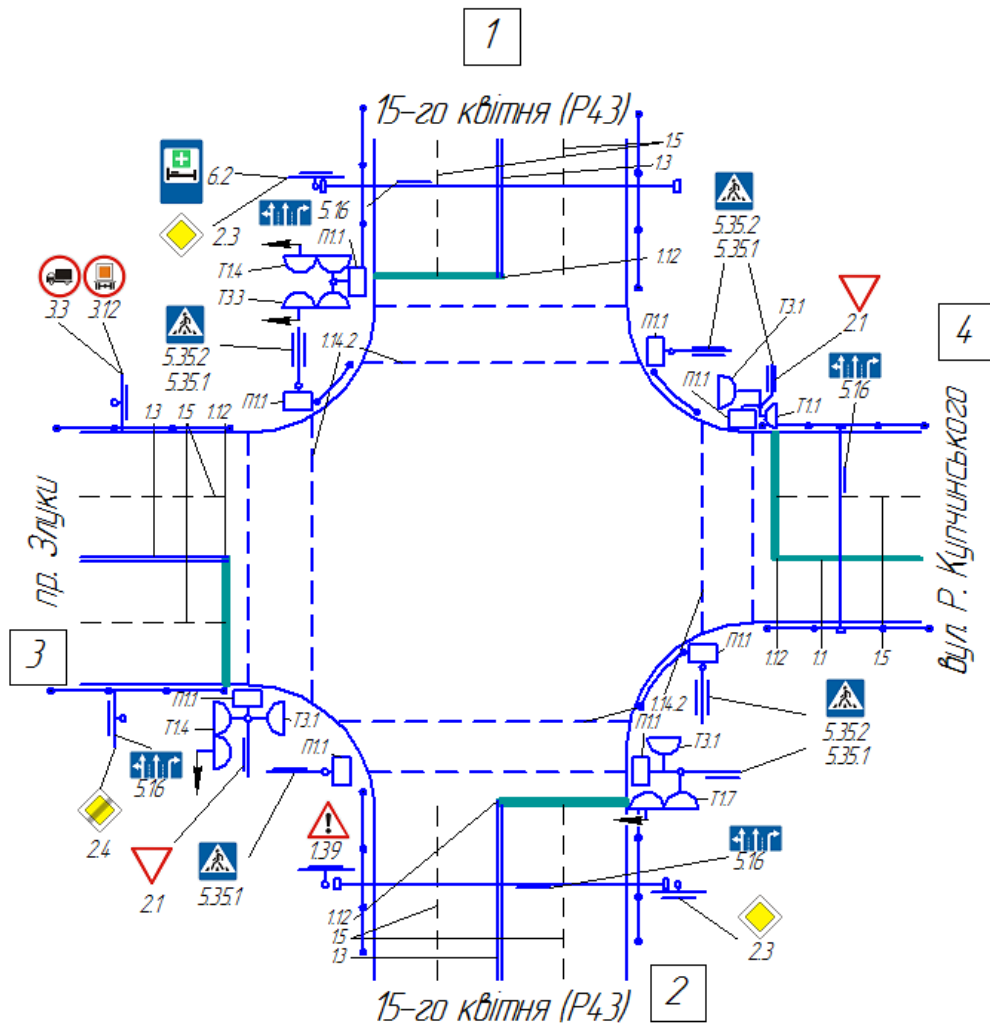 1
15-го квітня (Р43)
1.5
1.3
6.2
5.16
2.3
П1.1
5.35.2
5.35.1
1.12
Т1.4
3.3
3.12
Т3.3
Т3.1
2.1
4
5.35.2
5.35.1
1.14.2
П1.1
5.16
П1.1
П1.1
Т1.1
1.3
1.5
1.12
пр. Злуки
вул. Р. Купчинського
3
1.12
1.1
1.5
П1.1
П1.1
Т1.4
Т3.1
П1.1
1.14.2
П1.1
Т3.1
5.35.2
5.35.1
5.16
Т1.7
2.4
1.39
5.16
2.1
5.35.1
1.12
1.5
1.3
2.3
15-го квітня (Р43)
2